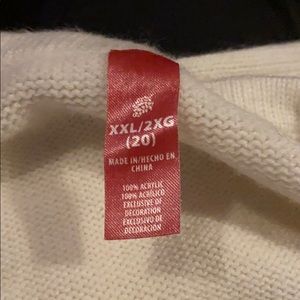 XXL/2XG
(20)
MADE IN/HECHO EN
CHINA
100% ACRYLIC
100% ACRÍLICO
EXCLUSIVE OF
DECORATION
EXCLUSIVO DE
DECORACIÓN